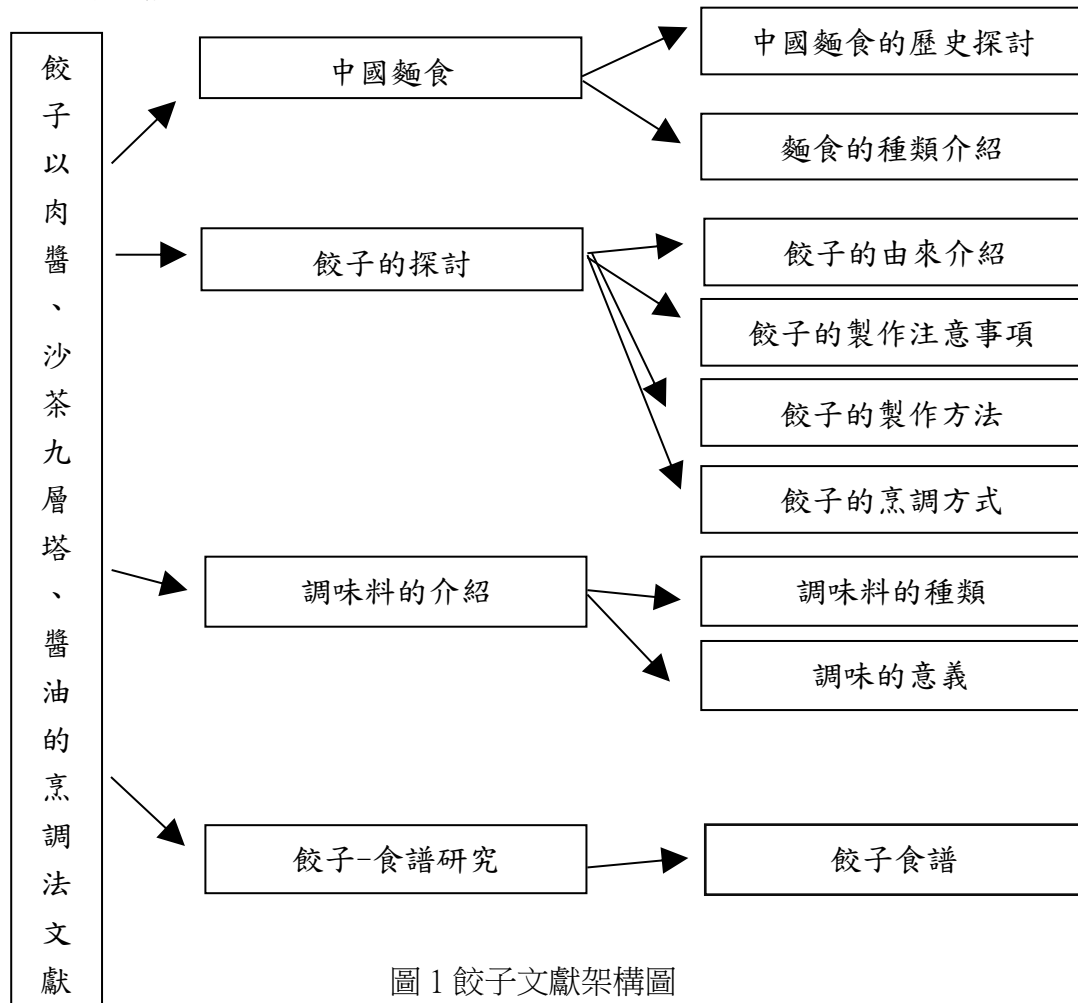 餃子以肉醬、沙茶九層塔、醬油的烹調法文獻
中國麵食
中國麵食的歷史探討
麵食的種類介紹
餃子的探討
餃子的由來介紹
餃子的製作注意事項
餃子的製作方法
餃子的烹調方式
調味料的介紹
調味料的種類
調味的意義
餃子-食譜研究
餃子食譜
圖 1 餃子文獻架構圖